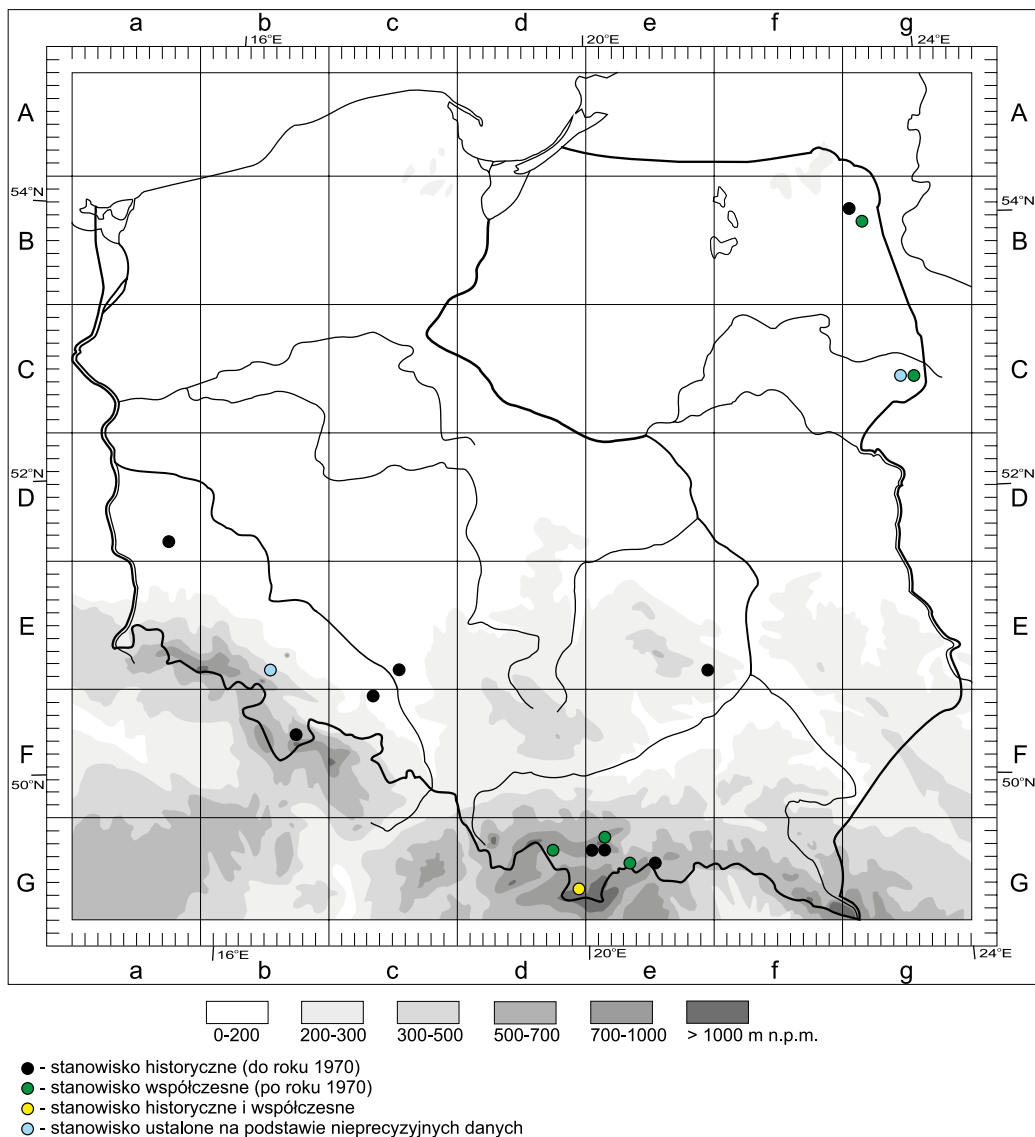 a b c d e f g
16°E 20°E 24°E
A A
54°N 54°N
B B
C C
52°N 52°N
D D
E E
F F
50°N 50°N
G G
16°E 20°E 24°E
a b c d e f g
0-200 200-300 300-500 500-700 700-1000 > 1000 m n.p.m.
- stanowisko historyczne (do roku 1970)
- stanowisko współczesne (po roku 1970)
- stanowisko historyczne i współczesne
- stanowisko ustalone na podstawie nieprecyzyjnych danych